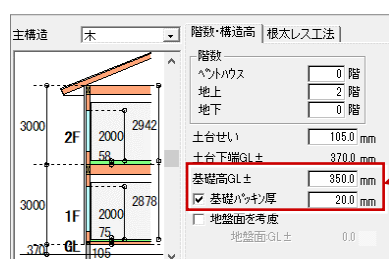 主構造 木
階数・構造高 根太レス工法
階数
ペントハウス 0 階
地上 2 階
地下 0 階
土台せい 105.0 mm
土台下端GL± 370.0 mm
基礎高GL± 350.0 mm
基礎パッキン厚 20.0 mm
地盤面を考慮
地盤面:GL± 0.0
3000 2F 2000 2942
58
3000 1F 2000 2878
75
370 GL 105